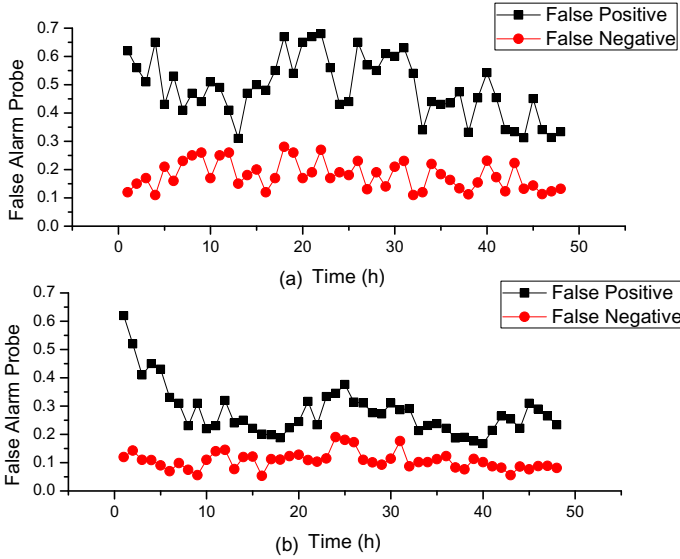 False Positive
False Negative
0.7
0.6
0.5
0.4
0.3
0.2
0.1
0.0
False Alarm Probe
0 10 20 30 40 50
(a) Time (h)
False Positive
False Negative
0.7
0.6
0.5
0.4
0.3
0.2
0.1
0.0
False Alarm Probe
0 10 20 30 40 50
(b) Time (h)